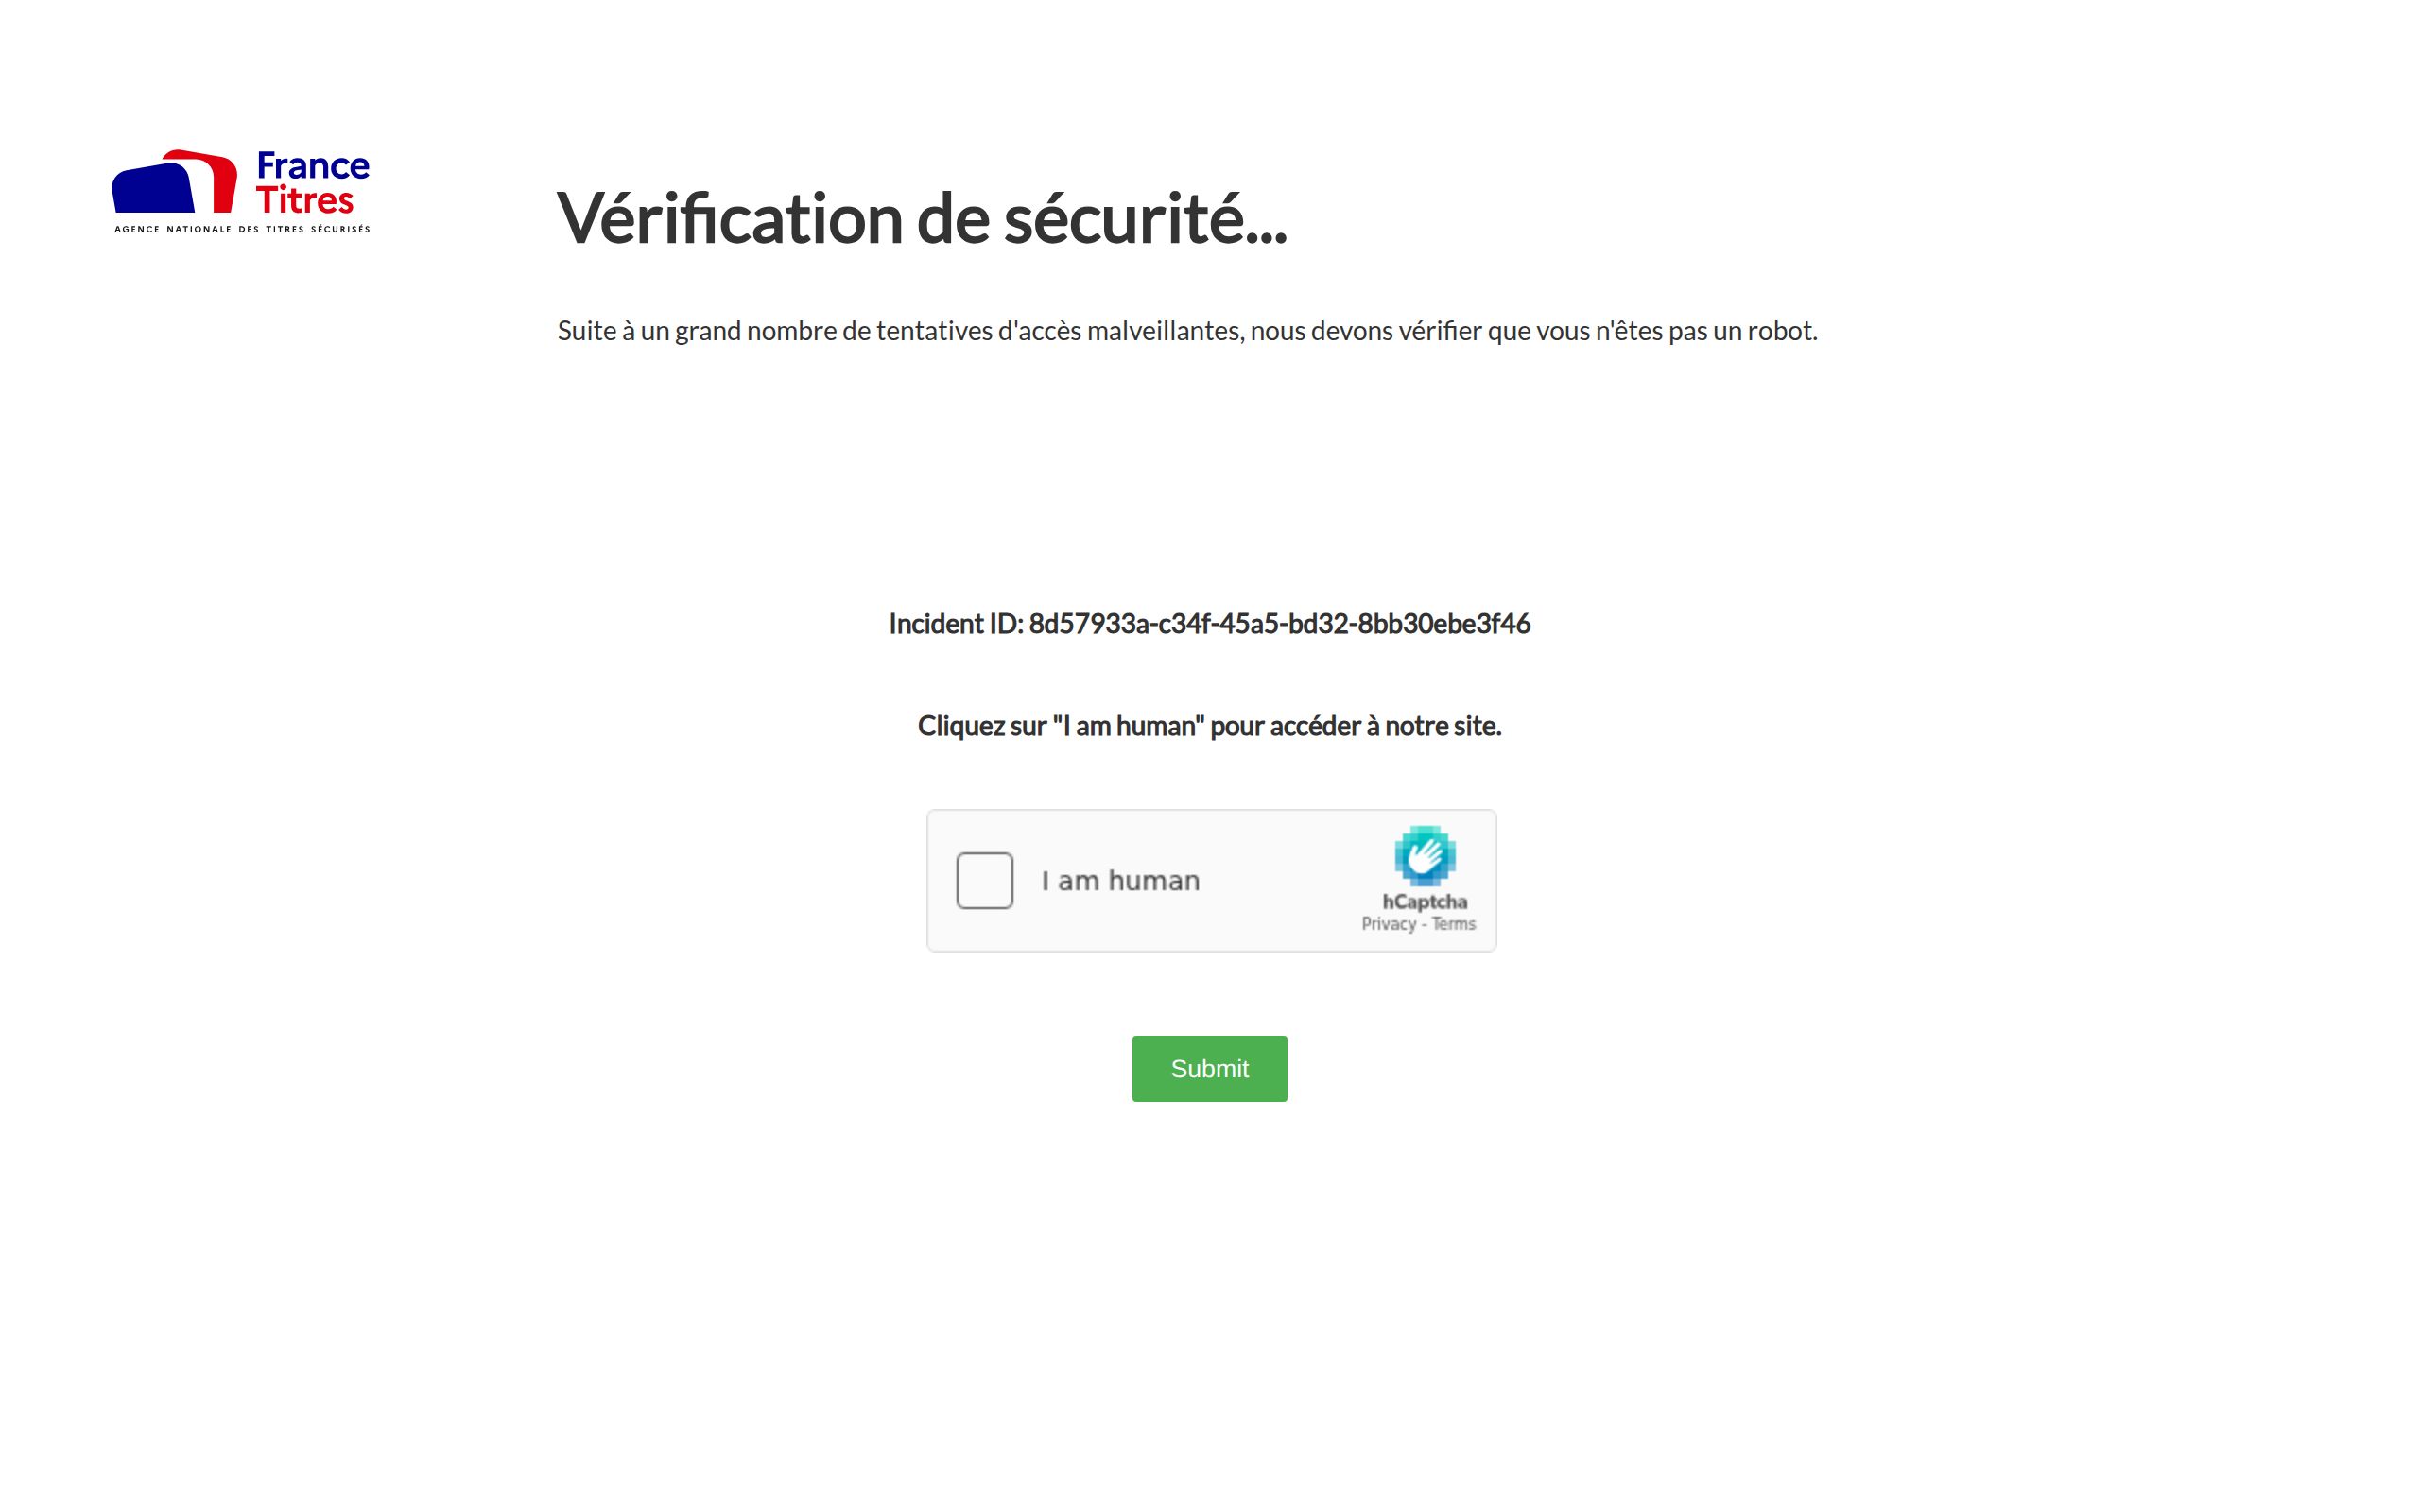 France
Titres
AGENCE NATIONALE DES TITRES SÉCURISÉS
Vérification de sécurité...
Suite à un grand nombre de tentatives d'accès malveillantes, nous devons vérifier que vous n'êtes pas un robot.
Incident ID: 8d57933a-c34f-45a5-bd32-8bb30ebe3f46
Cliquez sur "I am human" pour accéder à notre site.
I am human
hCaptcha
Privacy - Terms
Submit